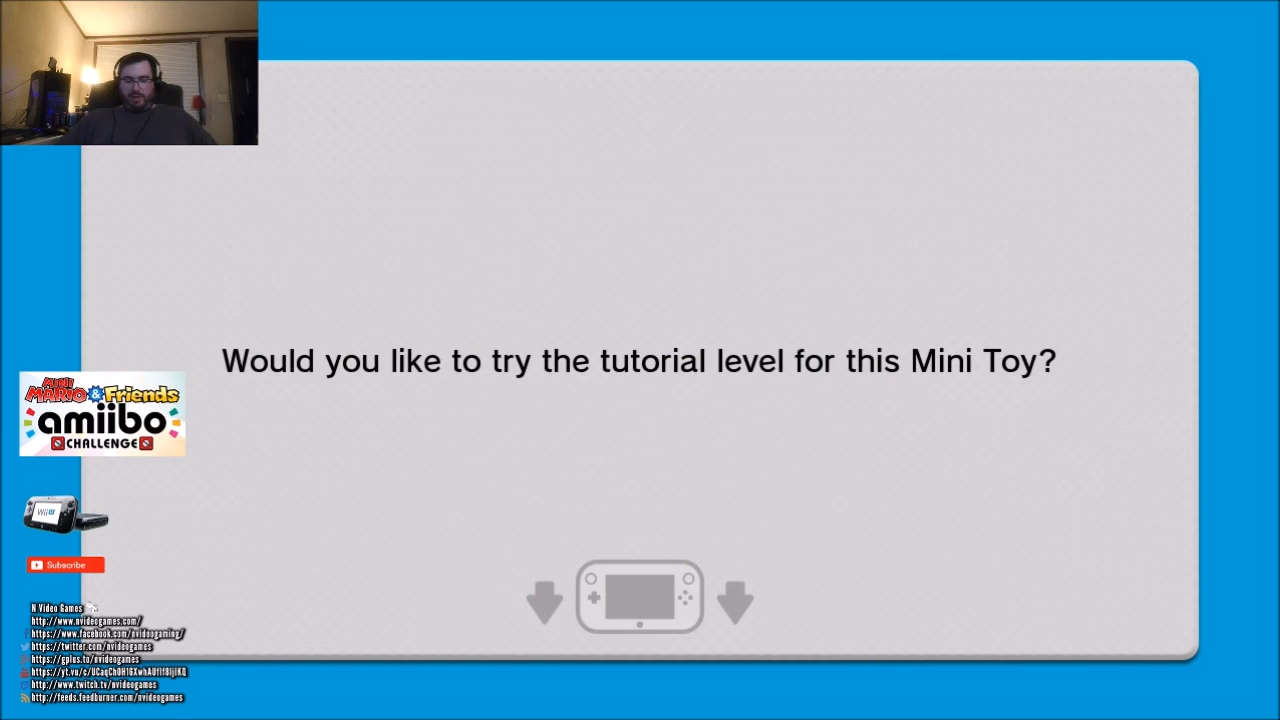 Would you like to try the tutorial level for this Mini Toy?
MINI
MARIO & Friends
amiibo
CHALLENGE
Wii U
Subscribe
N Video Games
http://www.nvideogames.com/
https://www.facebook.com/nvideogaming/
https://twitter.com/nvideogames
https://gplus.to/nvideogames
http://www.twitch.tv/nvideogames
http://feeds.feedburner.com/nvideogames